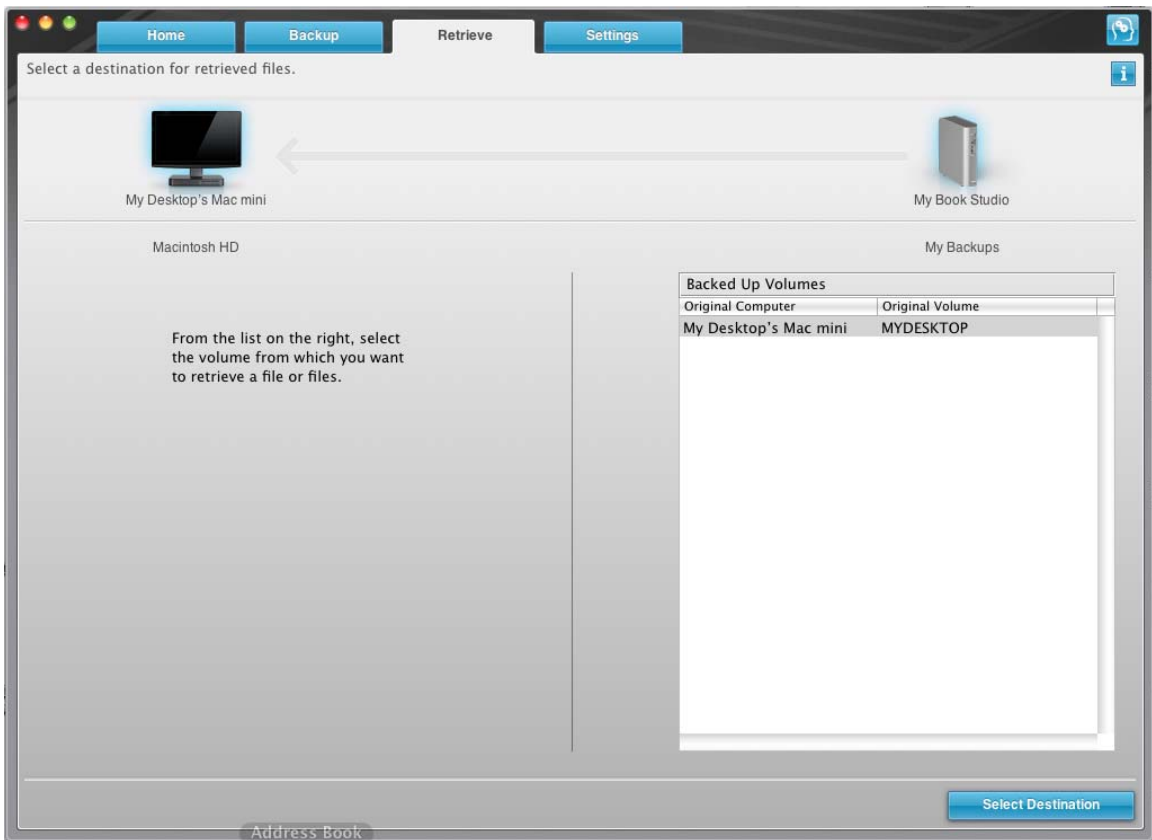 Home Backup Retrieve Settings
Select a destination for retrieved files.
i
My Desktop's Mac mini
My Book Studio
Macintosh HD
My Backups
From the list on the right, select
the volume from which you want
to retrieve a file or files.
Backed Up Volumes
Original Computer Original Volume
My Desktop's Mac mini MYDESKTOP
Select Destination
Address Book